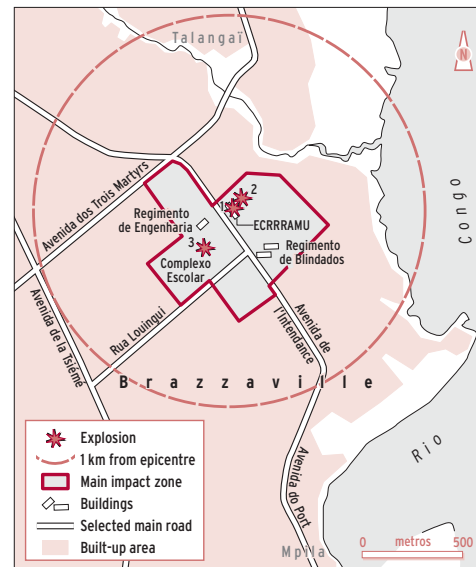 Talangaï
N
Congo
Avenida dos Trois Martyrs
2
1
Regimento
de Engenharia
ECRRRAMU
3
Regimento
de Blindados
Complexo
Escolar
Avenida de la Tsiémé
Rua Louingui
Avenida de
l'intendance
Brazzaville
Rio
Avenida do Port
Mpila
Explosion
1 km from epicentre
Main impact zone
Buildings
Selected main road
Built-up area
metros
0 500